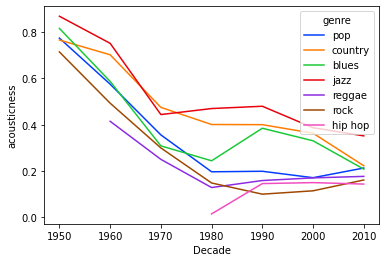 genre
pop
country
blues
jazz
reggae
rock
hip hop
acousticness
0.8
0.6
0.4
0.2
0.0
1950 1960 1970 1980 1990 2000 2010
Decade